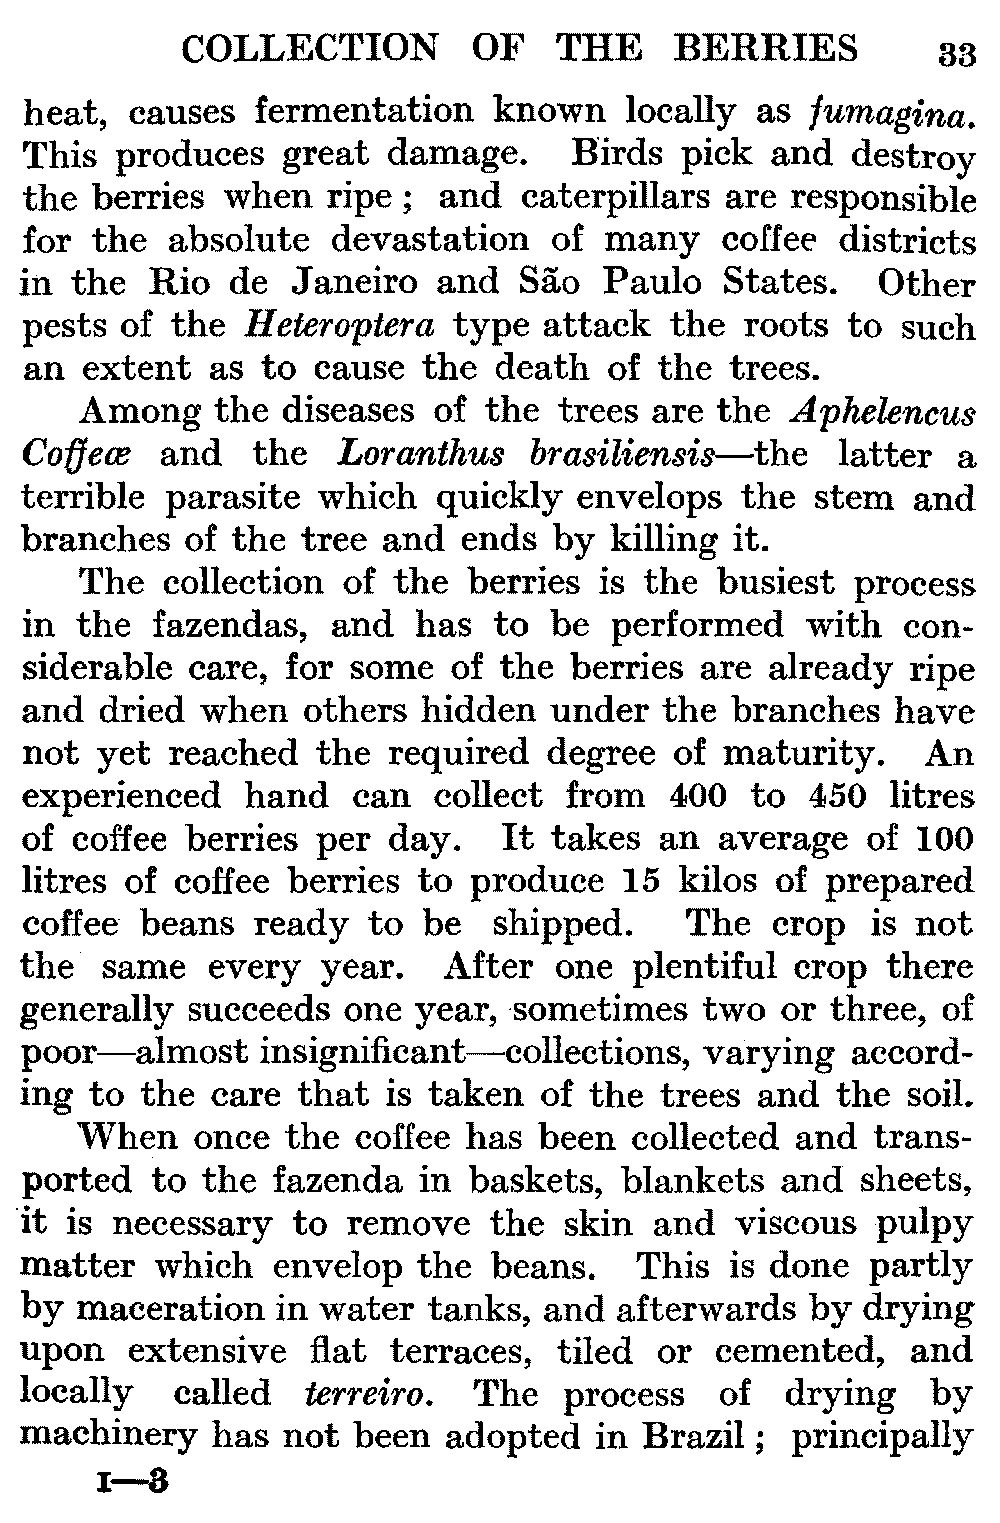 COLLECTION OF THE BERRIES 33
heat, causes fermentation known locally as fumagina.
This produces great damage. Birds pick and destroy
the berries when ripe ; and caterpillars are responsible
for the absolute devastation of many coffee districts
in the Rio de Janeiro and São Paulo States. Other
pests of the Heteroptera type attack the roots to such
an extent as to cause the death of the trees.
Among the diseases of the trees are the Aphelencus
Coffeæ and the Loranthus brasiliensis—the latter a
terrible parasite which quickly envelops the stem and
branches of the tree and ends by killing it.
The collection of the berries is the busiest process
in the fazendas, and has to be performed with con-
siderable care, for some of the berries are already ripe
and dried when others hidden under the branches have
not yet reached the required degree of maturity. An
experienced hand can collect from 400 to 450 litres
of coffee berries per day. It takes an average of 100
litres of coffee berries to produce 15 kilos of prepared
coffee beans ready to be shipped. The crop is not
the same every year. After one plentiful crop there
generally succeeds one year, sometimes two or three, of
poor—almost insignificant—collections, varying accord-
ing to the care that is taken of the trees and the soil.
When once the coffee has been collected and trans-
ported to the fazenda in baskets, blankets and sheets,
it is necessary to remove the skin and viscous pulpy
matter which envelop the beans. This is done partly
by maceration in water tanks, and afterwards by drying
upon extensive flat terraces, tiled or cemented, and
locally called terreiro. The process of drying by
machinery has not been adopted in Brazil ; principally
I—3